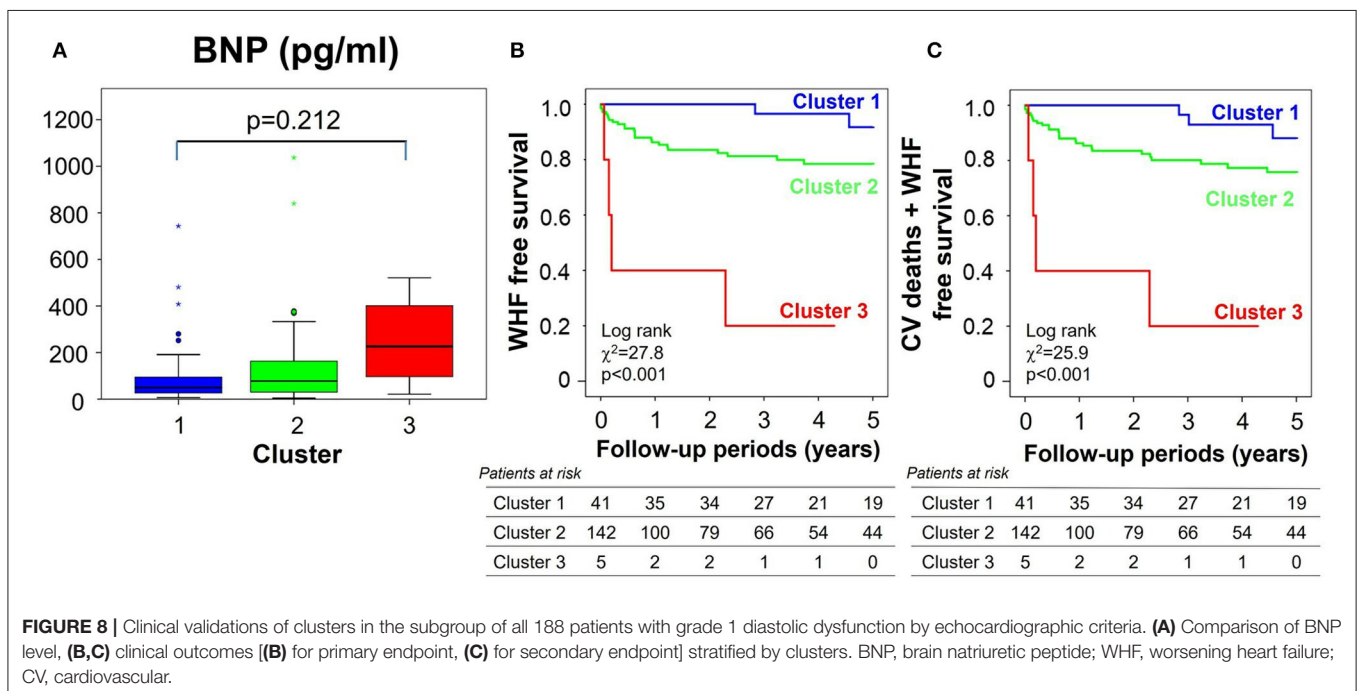 A
BNP (pg/ml)
1200
1000
800
600
400
200
0
p=0.212
1 2 3
Cluster
B
WHF free survival
1.0
0.8
0.6
0.4
0.2
0
Cluster 1
Cluster 2
Cluster 3
Log rank
χ²=27.8
p<0.001
0 1 2 3 4 5
Follow-up periods (years)
C
CV deaths + WHF
free survival
1.0
0.8
0.6
0.4
0.2
0
Cluster 1
Cluster 2
Cluster 3
Log rank
χ²=25.9
p<0.001
0 1 2 3 4 5
Follow-up periods (years)
Patients at risk
Cluster 1 41 35 34 27 21 19
Cluster 2 142 100 79 66 54 44
Cluster 3 5 2 2 1 1 0
Patients at risk
Cluster 1 41 35 34 27 21 19
Cluster 2 142 100 79 66 54 44
Cluster 3 5 2 2 1 1 0
FIGURE 8 | Clinical validations of clusters in the subgroup of all 188 patients with grade 1 diastolic dysfunction by echocardiographic criteria. (A) Comparison of BNP
level, (B,C) clinical outcomes [(B) for primary endpoint, (C) for secondary endpoint] stratified by clusters. BNP, brain natriuretic peptide; WHF, worsening heart failure;
CV, cardiovascular.